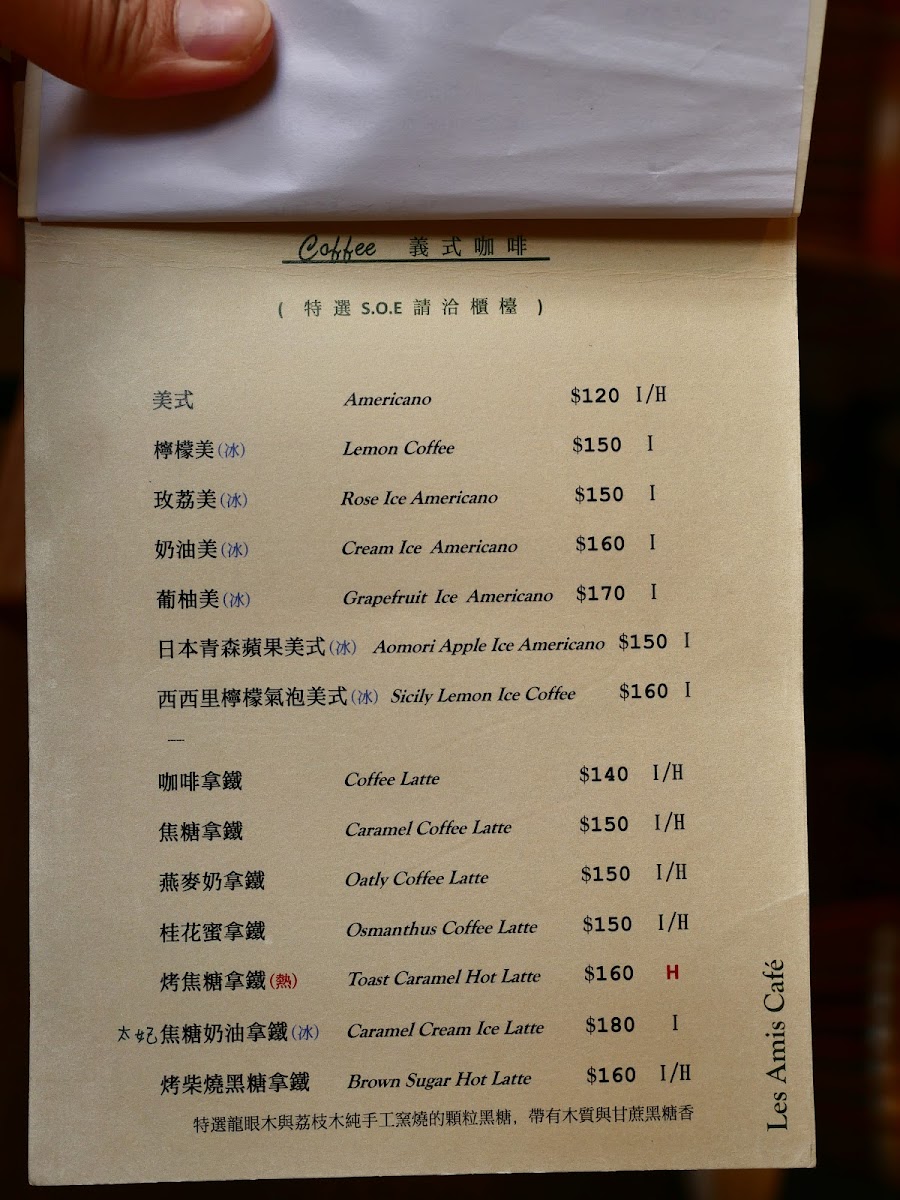 Coffee 義式咖啡
( 特選 S.O.E 請洽櫃檯 )
美式 Americano $120 I/H
檸檬美(冰) Lemon Coffee $150 I
玫荔美(冰) Rose Ice Americano $150 I
奶油美(冰) Cream Ice Americano $160 I
葡柚美(冰) Grapefruit Ice Americano $170 I
日本青森蘋果美式(冰) Aomori Apple Ice Americano $150 I
西西里檸檬氣泡美式(冰) Sicily Lemon Ice Coffee $160 I
咖啡拿鐵 Coffee Latte $140 I/H
焦糖拿鐵 Caramel Coffee Latte $150 I/H
燕麥奶拿鐵 Oatly Coffee Latte $150 I/H
桂花蜜拿鐵 Osmanthus Coffee Latte $150 I/H
烤焦糖拿鐵(熱) Toast Caramel Hot Latte $160 H
太妃焦糖奶油拿鐵(冰) Caramel Cream Ice Latte $180 I
烤柴燒黑糖拿鐵 Brown Sugar Hot Latte $160 I/H
特選龍眼木與荔枝木純手工窯燒的顆粒黑糖，帶有木質與甘蔗黑糖香
Les Amis Café